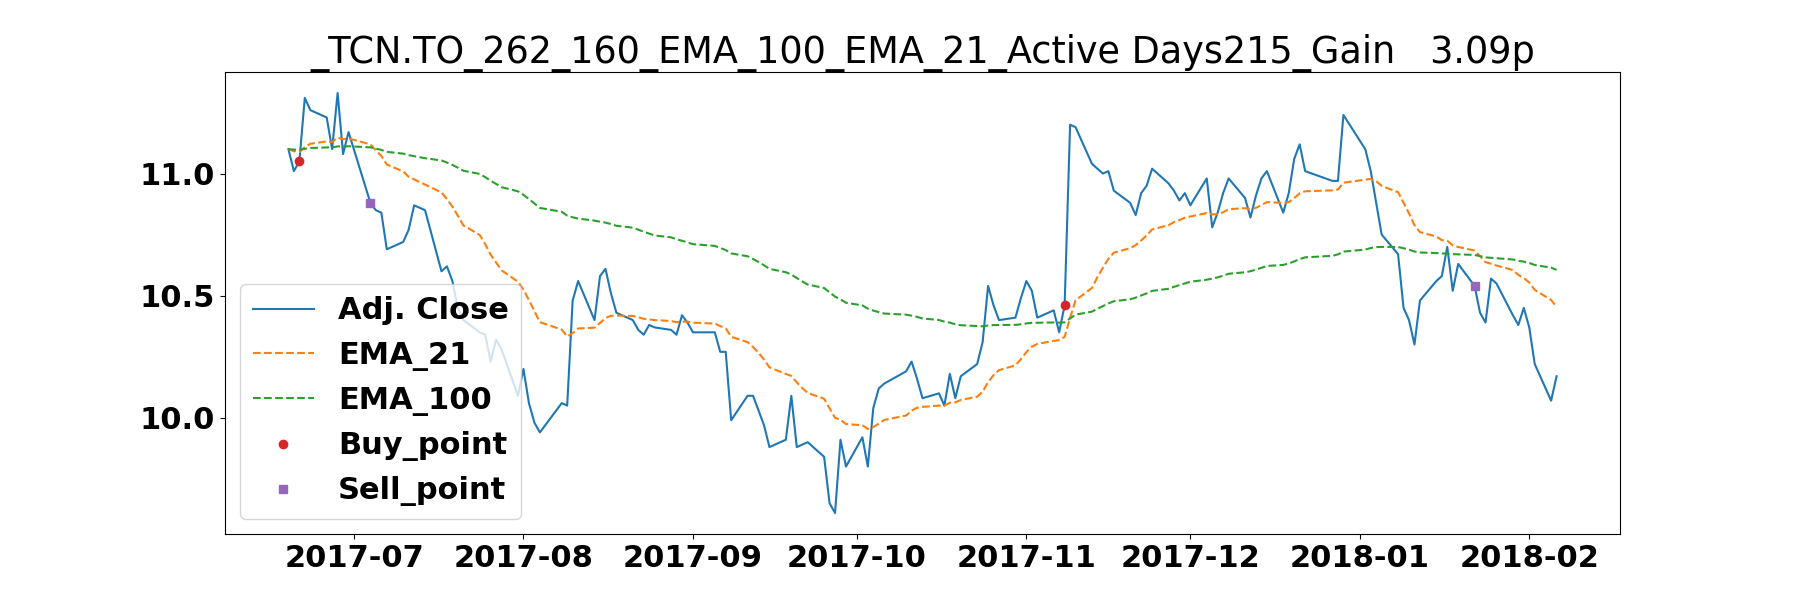 _TCN.TO_262_160_EMA_100_EMA_21_Active Days215_Gain   3.09p
11.0
10.5
10.0
Adj. Close
EMA_21
EMA_100
Buy_point
Sell_point
2017-07 2017-08 2017-09 2017-10 2017-11 2017-12 2018-01 2018-02